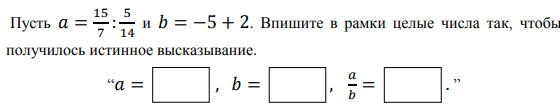 Пусть a = 15/7 : 5/14 и b = −5 + 2. Впишите в рамки целые числа так, чтобы
получилось истинное высказывание.
“a = , b = , a/b = .”